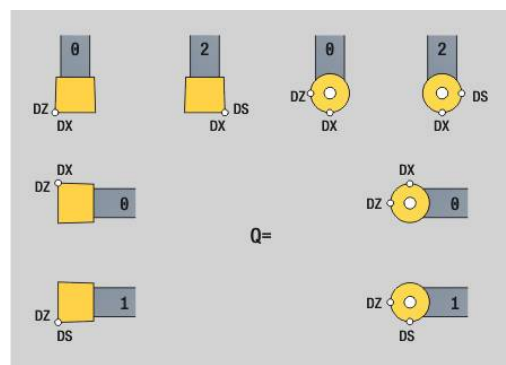 0 2 0 2
DZ DS DZ DS
DX DX DX DX
DX DX
DZ 0 DZ 0
Q=
DZ 1 DZ 1
DS DS